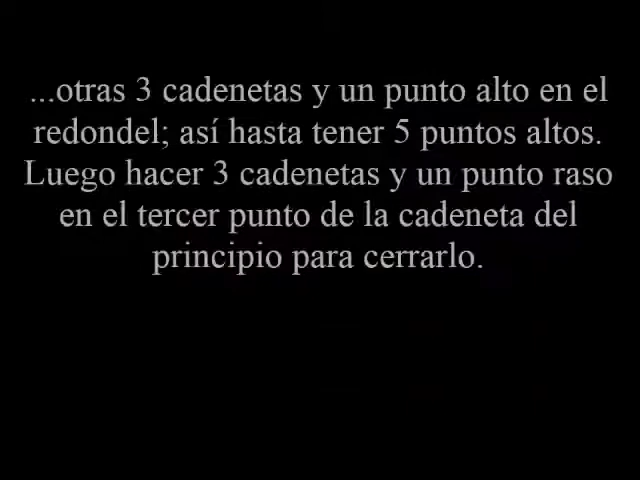 ...otras 3 cadenetas y un punto alto en el
redondel; así hasta tener 5 puntos altos.
Luego hacer 3 cadenetas y un punto raso
en el tercer punto de la cadeneta del
principio para cerrarlo.